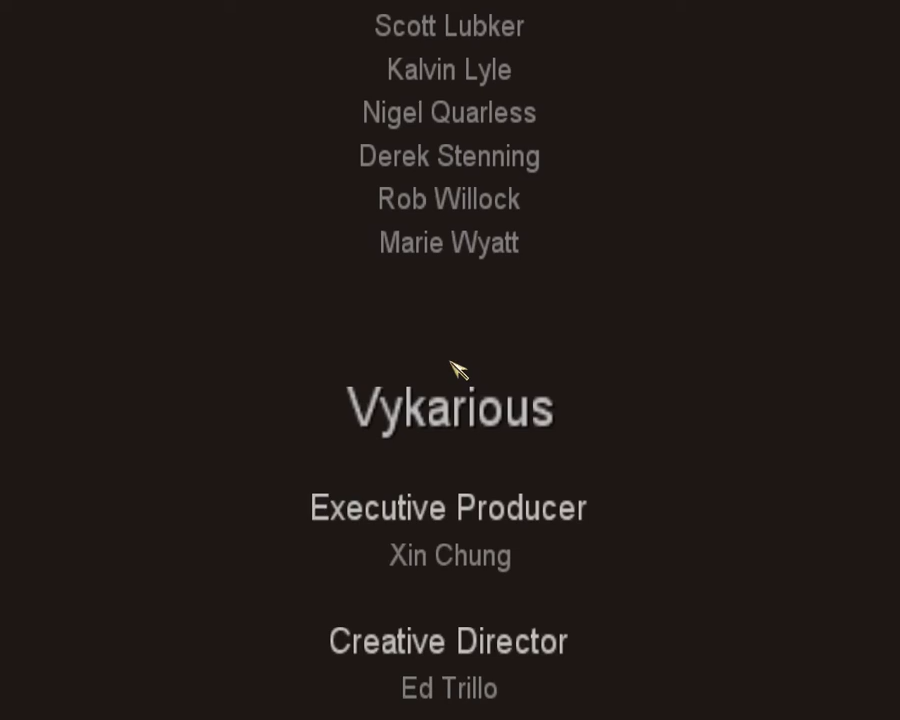 Scott Lubker
Kalvin Lyle
Nigel Quarless
Derek Stenning
Rob Willock
Marie Wyatt
Vykarious
Executive Producer
Xin Chung
Creative Director
Ed Trillo